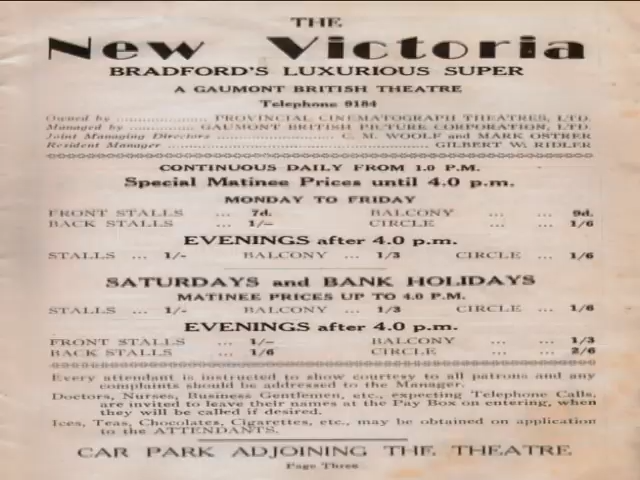 THE
New Victoria
BRADFORD'S LUXURIOUS SUPER
A GAUMONT BRITISH THEATRE
Telephone 9184
Owned by ........................ PROVINCIAL CINEMATOGRAPH THEATRES, LTD.
Managed by .................. GAUMONT BRITISH PICTURE CORPORATION, LTD.
Joint Managing Directors ........................ C. M. WOOLF and MARK OSTRER
Resident Manager ................................................ GILBERT W. RIDLER
CONTINUOUS DAILY FROM 1.0 P.M.
Special Matinee Prices until 4.0 p.m.
MONDAY TO FRIDAY
FRONT STALLS ... 7d. BALCONY ... ... 9d.
BACK STALLS ... 1/- CIRCLE ... ... 1/6
EVENINGS after 4.0 p.m.
STALLS ... 1/- BALCONY ... 1/3 CIRCLE ... 1/6
SATURDAYS and BANK HOLIDAYS
MATINEE PRICES UP TO 4.0 P.M.
STALLS ... 1/- BALCONY ... 1/3 CIRCLE ... 1/6
EVENINGS after 4.0 p.m.
FRONT STALLS ... 1/- BALCONY ... ... 1/3
BACK STALLS ... 1/6 CIRCLE ... ... 2/6
Every attendant is instructed to show courtesy to all patrons and any
complaints should be addressed to the Manager.
Doctors, Nurses, Business Gentlemen, etc., expecting Telephone Calls,
are invited to leave their names at the Pay Box on entering, when
they will be called if desired.
Ices, Teas, Chocolates, Cigarettes, etc., may be obtained on application
to the ATTENDANTS.
CAR PARK ADJOINING THE THEATRE
Page Three